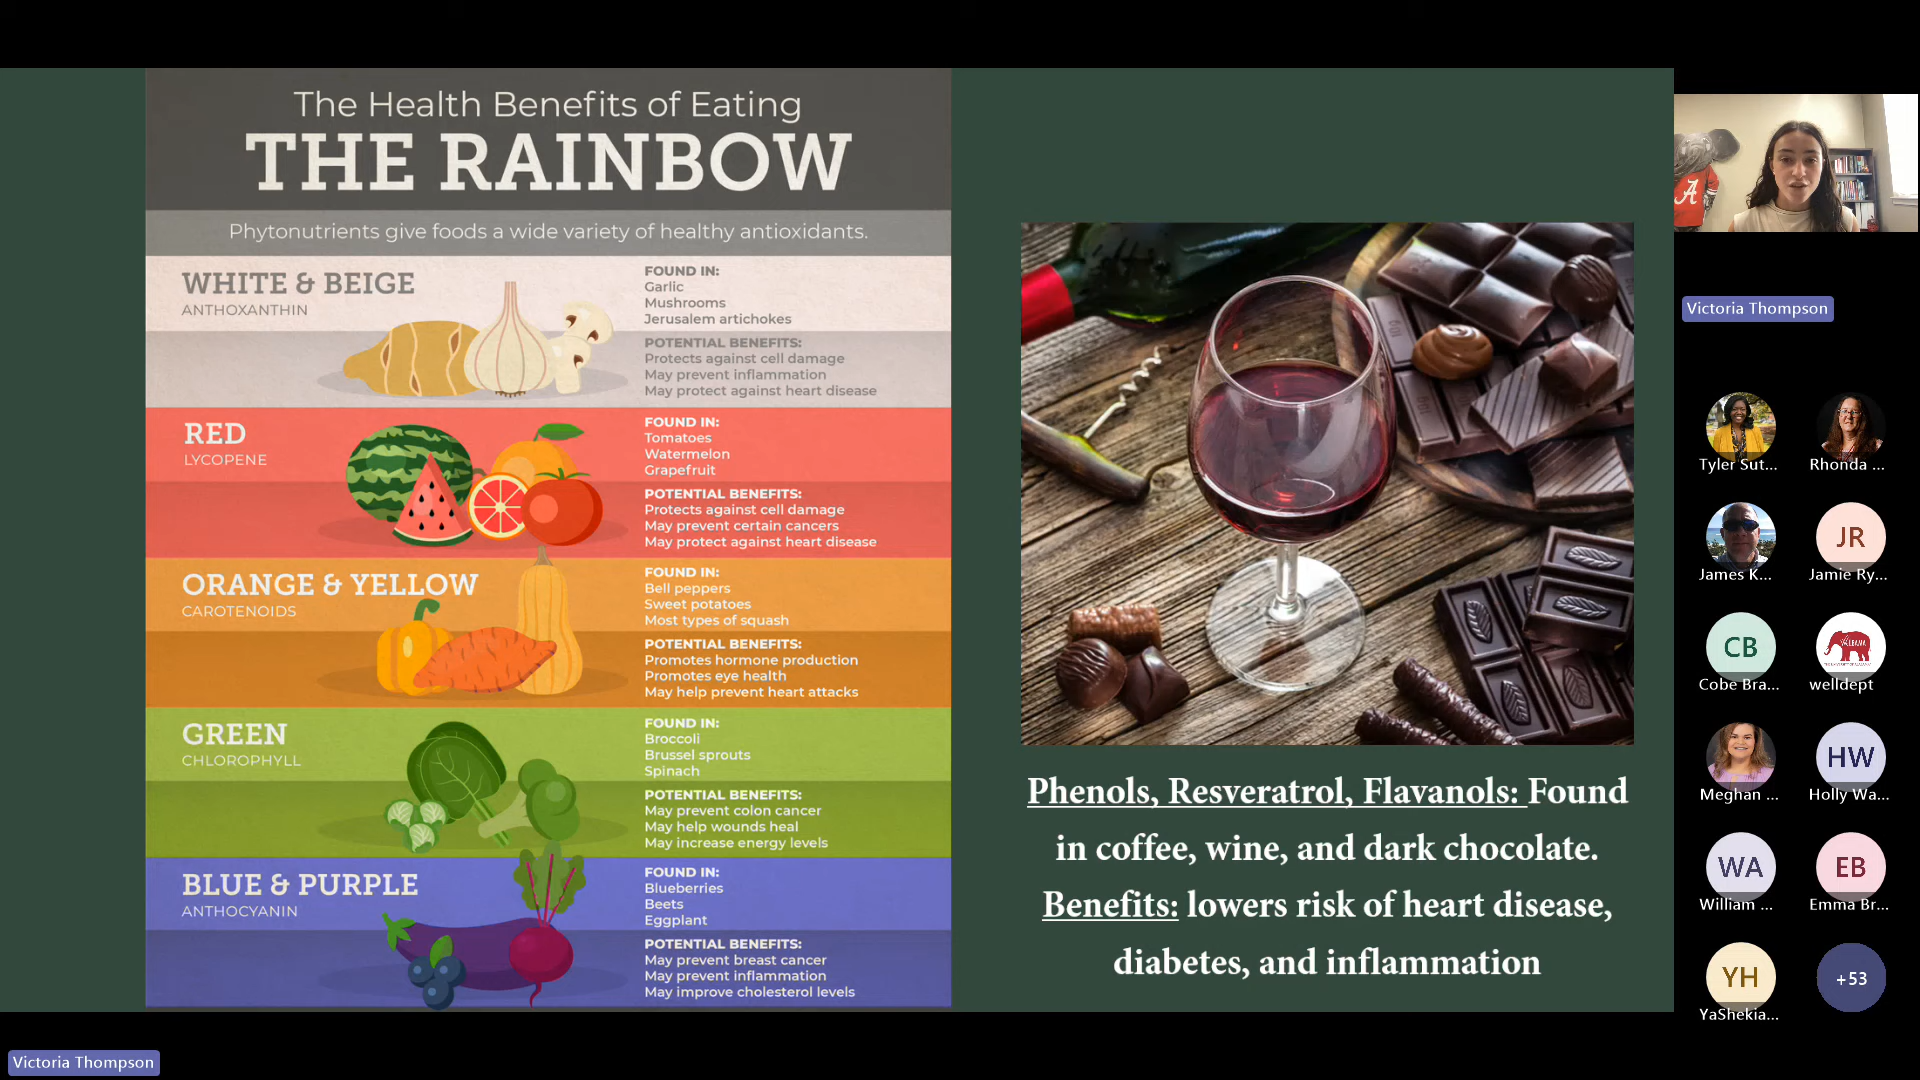 The Health Benefits of Eating
THE RAINBOW
Phytonutrients give foods a wide variety of healthy antioxidants.
WHITE & BEIGE
ANTHOXANTHIN
FOUND IN:
Garlic
Mushrooms
Jerusalem artichokes
POTENTIAL BENEFITS:
Protects against cell damage
May prevent inflammation
May protect against heart disease
RED
LYCOPENE
FOUND IN:
Tomatoes
Watermelon
Grapefruit
POTENTIAL BENEFITS:
Protects against cell damage
May prevent certain cancers
May protect against heart disease
ORANGE & YELLOW
CAROTENOIDS
FOUND IN:
Bell peppers
Sweet potatoes
Most types of squash
POTENTIAL BENEFITS:
Promotes hormone production
Promotes eye health
May help prevent heart attacks
GREEN
CHLOROPHYLL
FOUND IN:
Broccoli
Brussel sprouts
Spinach
POTENTIAL BENEFITS:
May prevent colon cancer
May help wounds heal
May increase energy levels
BLUE & PURPLE
ANTHOCYANIN
FOUND IN:
Blueberries
Beets
Eggplant
POTENTIAL BENEFITS:
May prevent breast cancer
May prevent inflammation
May improve cholesterol levels
Phenols, Resveratrol, Flavanols: Found
in coffee, wine, and dark chocolate.
Benefits: lowers risk of heart disease,
diabetes, and inflammation
A
Victoria Thompson
Tyler Sut...
Rhonda ...
James K...
JR
Jamie Ry...
CB
Cobe Bra...
welldept
Meghan ...
HW
Holly Wa...
WA
William ...
EB
Emma Br...
YH
YaShekia...
+53
Victoria Thompson